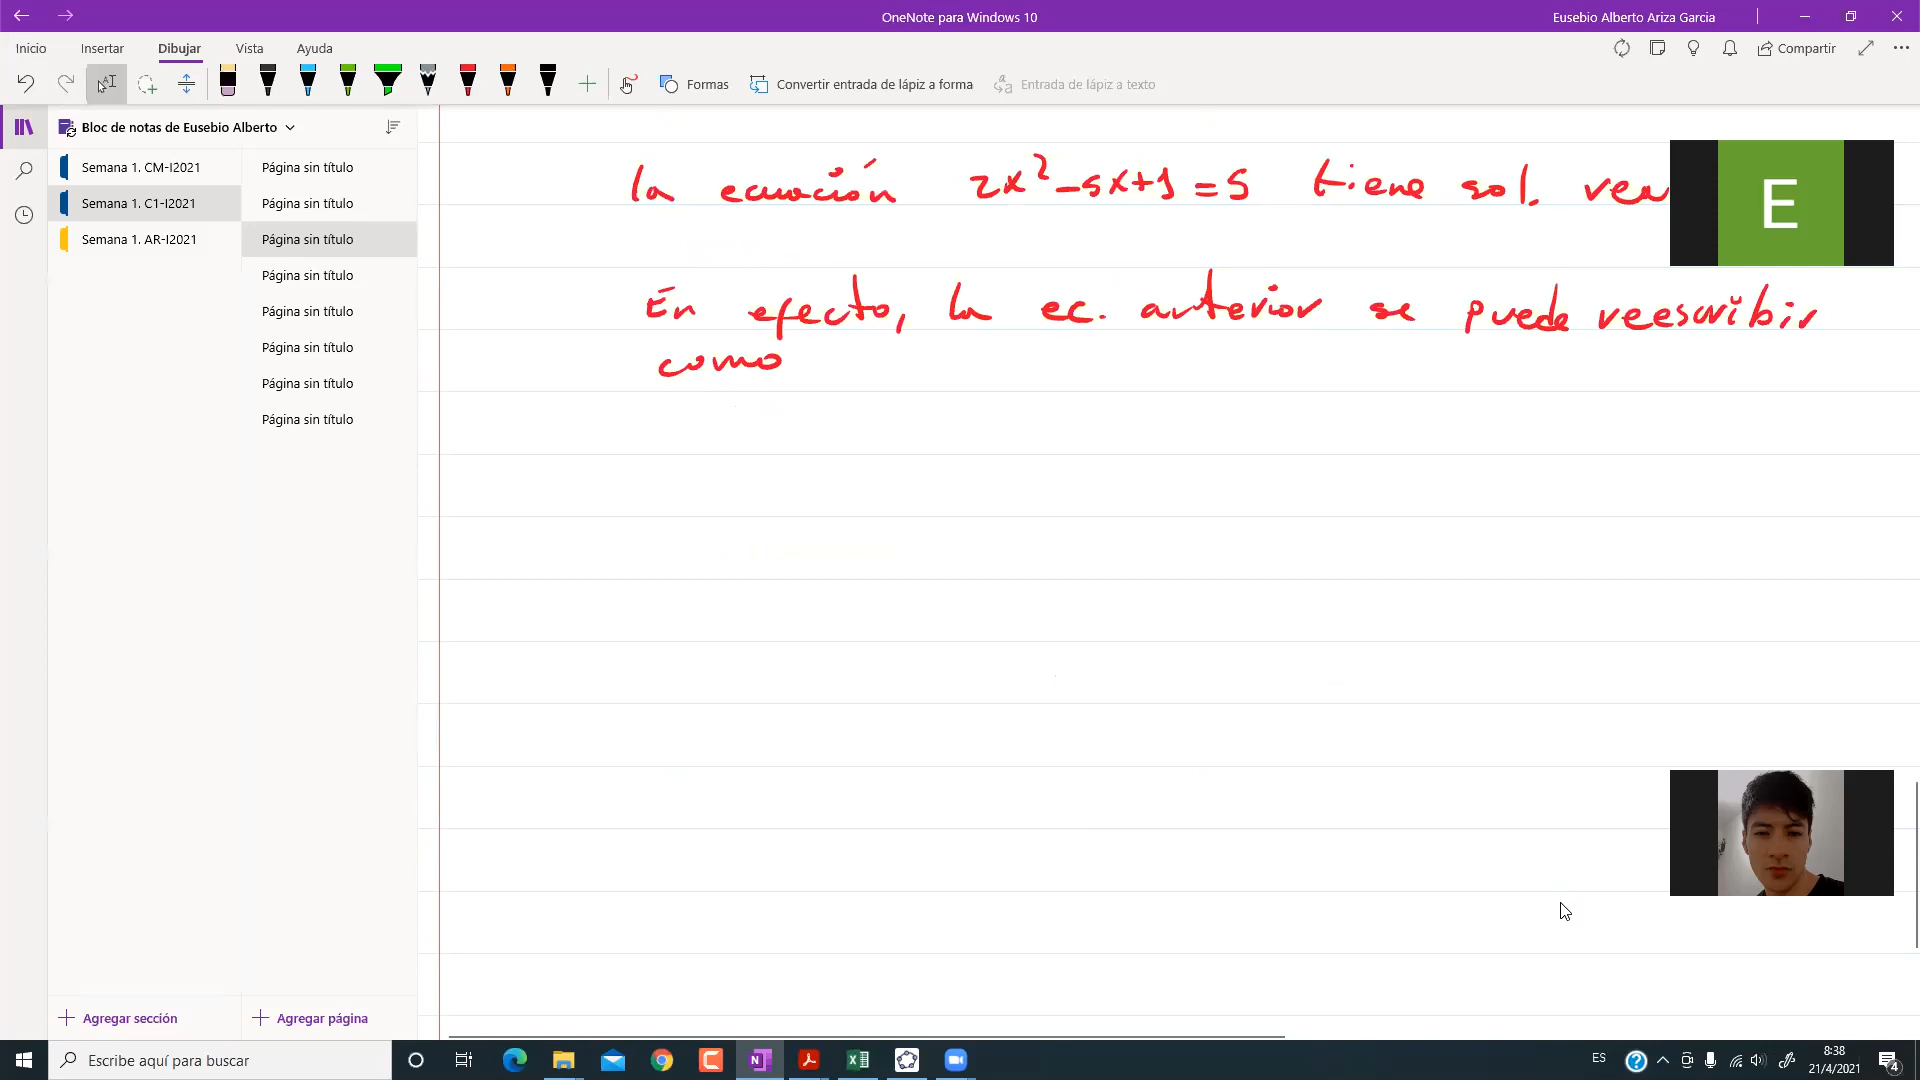 OneNote para Windows 10
Eusebio Alberto Ariza Garcia
Inicio Insertar Dibujar Vista Ayuda
Compartir
Formas Convertir entrada de lápiz a forma Entrada de lápiz a texto
Bloc de notas de Eusebio Alberto
Semana 1. CM-I2021
Semana 1. C1-I2021
Semana 1. AR-I2021
Página sin título
Página sin título
Página sin título
Página sin título
Página sin título
Página sin título
Página sin título
Página sin título
la ecuación 2x²-5x+1=5 tiene sol.
E
En efecto, la ec. anterior se puede reescribir
como
Agregar sección
Agregar página
Escribe aquí para buscar
ES
8:38
21/4/2021
4